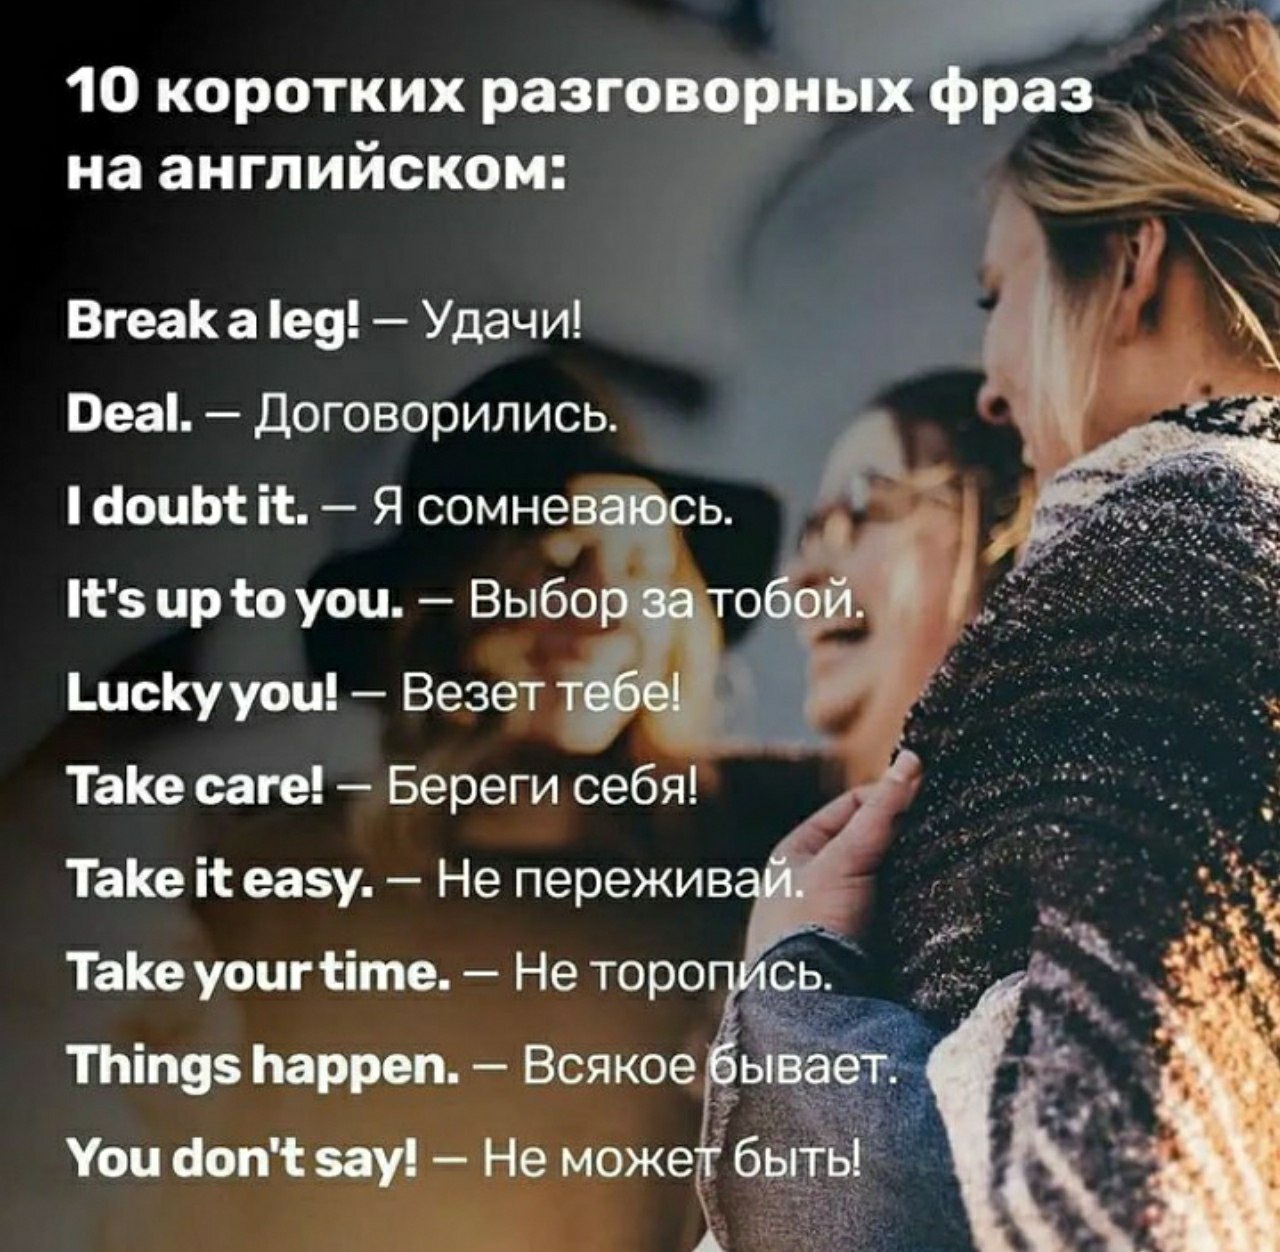 10 коротких разговорных фраз
на английском:
Break a leg! — Удачи!
Deal. — Договорились.
I doubt it. — Я сомневаюсь.
It's up to you. — Выбор за тобой.
Lucky you! — Везет тебе!
Take care! — Береги себя!
Take it easy. — Не переживай.
Take your time. — Не торопись.
Things happen. — Всякое бывает.
You don't say! — Не может быть!